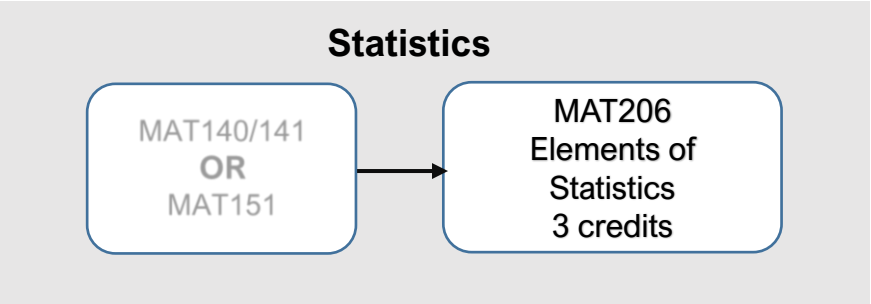 Statistics
MAT140/141
OR
MAT151
MAT206
Elements of
Statistics
3 credits